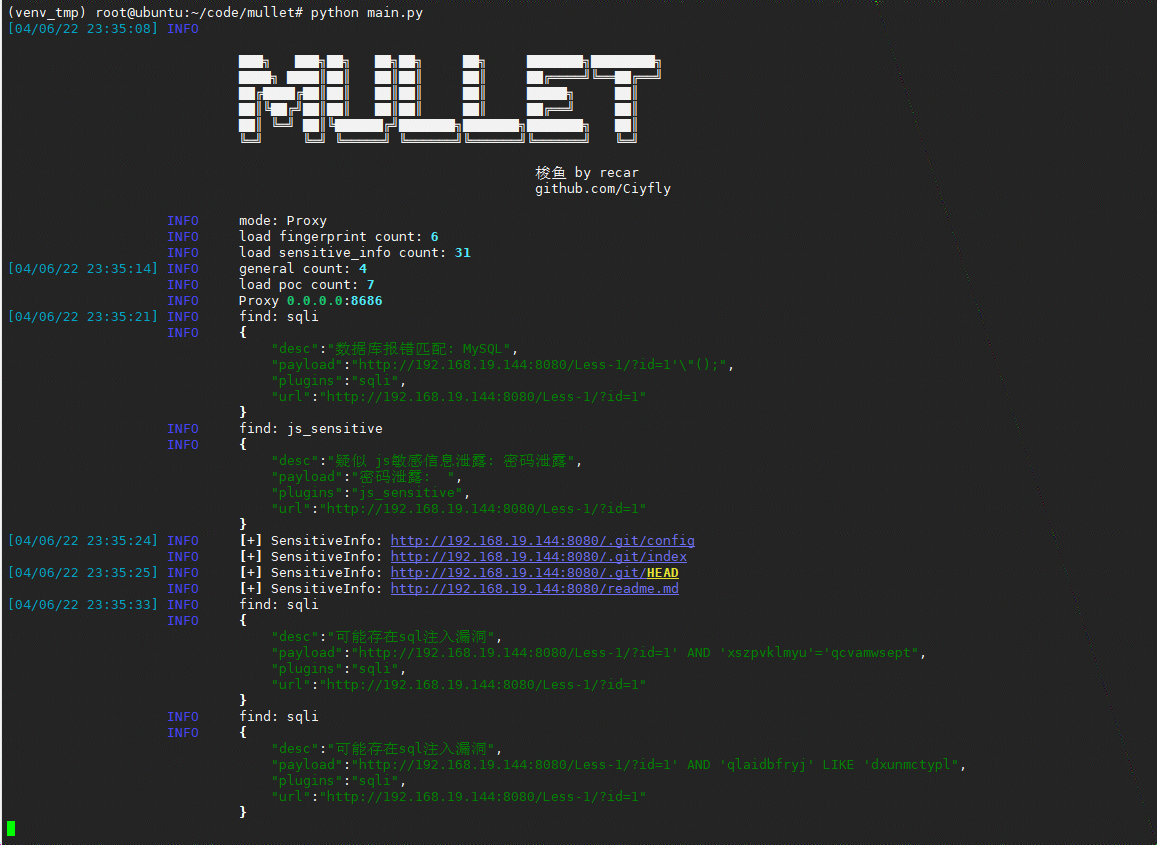 (venv_tmp) root@ubuntu:~/code/mullet# python main.py
[04/06/22 23:35:08] INFO
MULLET
梭鱼 by recar
github.com/Ciyfly
INFO mode: Proxy
INFO load fingerprint count: 6
INFO load sensitive_info count: 31
[04/06/22 23:35:14] INFO general count: 4
INFO load poc count: 7
INFO Proxy 0.0.0.0:8686
[04/06/22 23:35:21] INFO find: sqli
INFO {
"desc":"数据库报错匹配: MySQL",
"payload":"http://192.168.19.144:8080/Less-1/?id=1'\"();",
"plugins":"sqli",
"url":"http://192.168.19.144:8080/Less-1/?id=1"
}
INFO find: js_sensitive
INFO {
"desc":"疑似 js敏感信息泄露: 密码泄露",
"payload":"密码泄露:  ",
"plugins":"js_sensitive",
"url":"http://192.168.19.144:8080/Less-1/?id=1"
}
[04/06/22 23:35:24] INFO [+] SensitiveInfo: http://192.168.19.144:8080/.git/config
INFO [+] SensitiveInfo: http://192.168.19.144:8080/.git/index
[04/06/22 23:35:25] INFO [+] SensitiveInfo: http://192.168.19.144:8080/.git/HEAD
INFO [+] SensitiveInfo: http://192.168.19.144:8080/readme.md
[04/06/22 23:35:33] INFO find: sqli
INFO {
"desc":"可能存在sql注入漏洞",
"payload":"http://192.168.19.144:8080/Less-1/?id=1' AND 'xszpvklmyu'='qcvamwsept",
"plugins":"sqli",
"url":"http://192.168.19.144:8080/Less-1/?id=1"
}
INFO find: sqli
INFO {
"desc":"可能存在sql注入漏洞",
"payload":"http://192.168.19.144:8080/Less-1/?id=1' AND 'qlaidbfryj' LIKE 'dxunmctypl",
"plugins":"sqli",
"url":"http://192.168.19.144:8080/Less-1/?id=1"
}